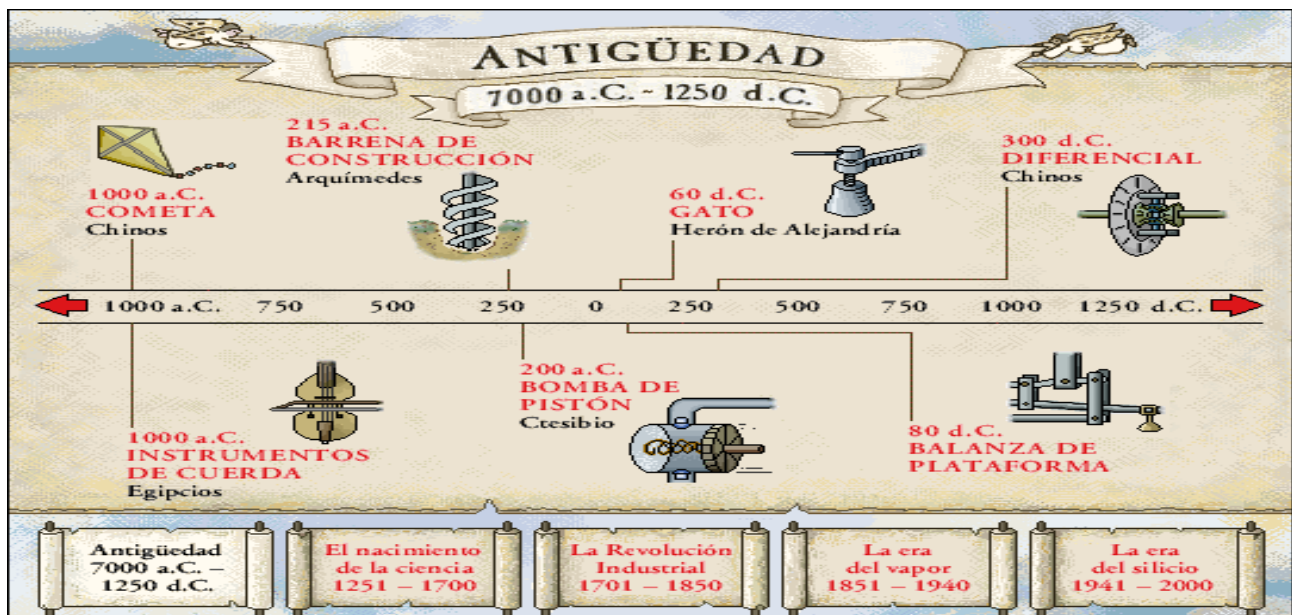 ANTIGÜEDAD
7000 a.C. ~ 1250 d.C.
1000 a.C.
COMETA
Chinos
215 a.C.
BARRENA DE
CONSTRUCCIÓN
Arquímedes
60 d.C.
GATO
Herón de Alejandría
300 d.C.
DIFERENCIAL
Chinos
1000 a.C. 750 500 250 0 250 500 750 1000 1250 d.C.
1000 a.C.
INSTRUMENTOS
DE CUERDA
Egipcios
200 a.C.
BOMBA DE
PISTÓN
Ctesibio
80 d.C.
BALANZA DE
PLATAFORMA
Antigüedad
7000 a.C. –
1250 d.C.
El nacimiento
de la ciencia
1251 – 1700
La Revolución
Industrial
1701 – 1850
La era
del vapor
1851 – 1940
La era
del silicio
1941 – 2000